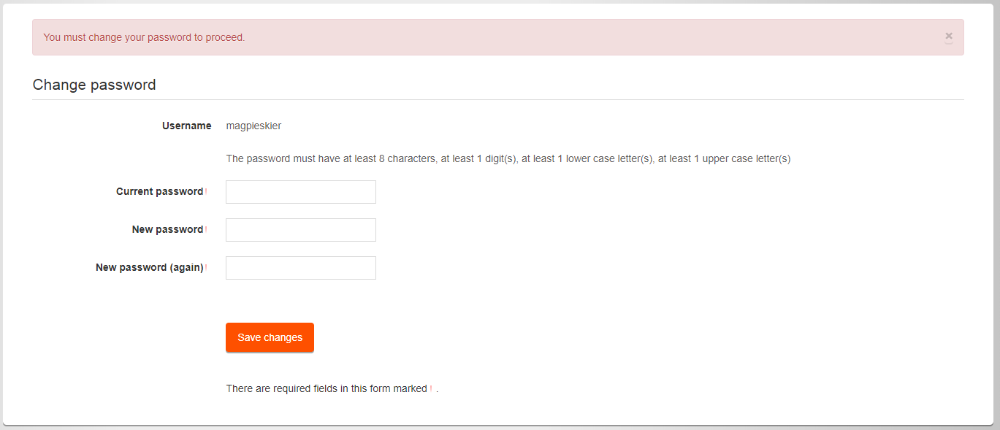 You must change your password to proceed.
×
Change password
Username magpieskier
The password must have at least 8 characters, at least 1 digit(s), at least 1 lower case letter(s), at least 1 upper case letter(s)
Current password!
New password!
New password (again)!
Save changes
There are required fields in this form marked ! .